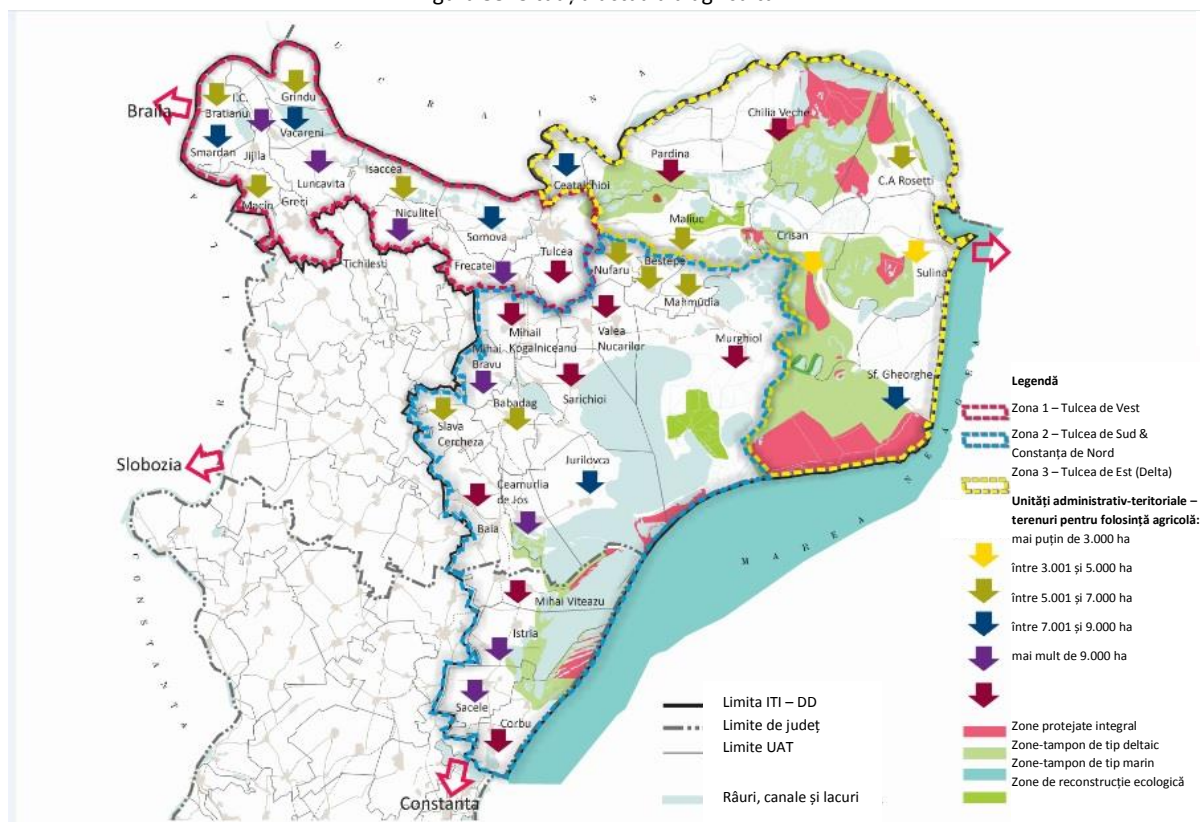 U C R A I N A
Braila
I.C.
Bratianu
Grindu
Vacareni
Smardan
Jijila
Luncavita
Isaccea
Macin
Greci
Niculitel
Somova
Tichilesti
Frecatei
Tulcea
Ceatalchioi
Pardina
Chilia Veche
C.A Rosetti
Maliuc
Crisan
Sulina
Nufaru
Bestepe
Mahmudia
Mihail
Kogalniceanu
Valea
Nucarilor
Murghiol
Mihai
Bravu
Sarichioi
Babadag
Slava
Cercheza
Sf. Gheorghe
Jurilovca
Ceamurlia
de Jos
Baia
Slobozia
Mihai Viteazu
Istria
Sacele
Corbu
Constanta
B R A I L A
C O N S T A N T A
M A R E A N E A G R A
Legendă
Zona 1 – Tulcea de Vest
Zona 2 – Tulcea de Sud &
Constanța de Nord
Zona 3 – Tulcea de Est (Delta)
Unități administrativ-teritoriale –
terenuri pentru folosință agricolă:
mai puțin de 3.000 ha
între 3.001 și 5.000 ha
între 5.001 și 7.000 ha
între 7.001 și 9.000 ha
mai mult de 9.000 ha
Zone protejate integral
Zone-tampon de tip deltaic
Zone-tampon de tip marin
Zone de reconstrucție ecologică
Limita ITI – DD
Limite de județ
Limite UAT
Râuri, canale și lacuri